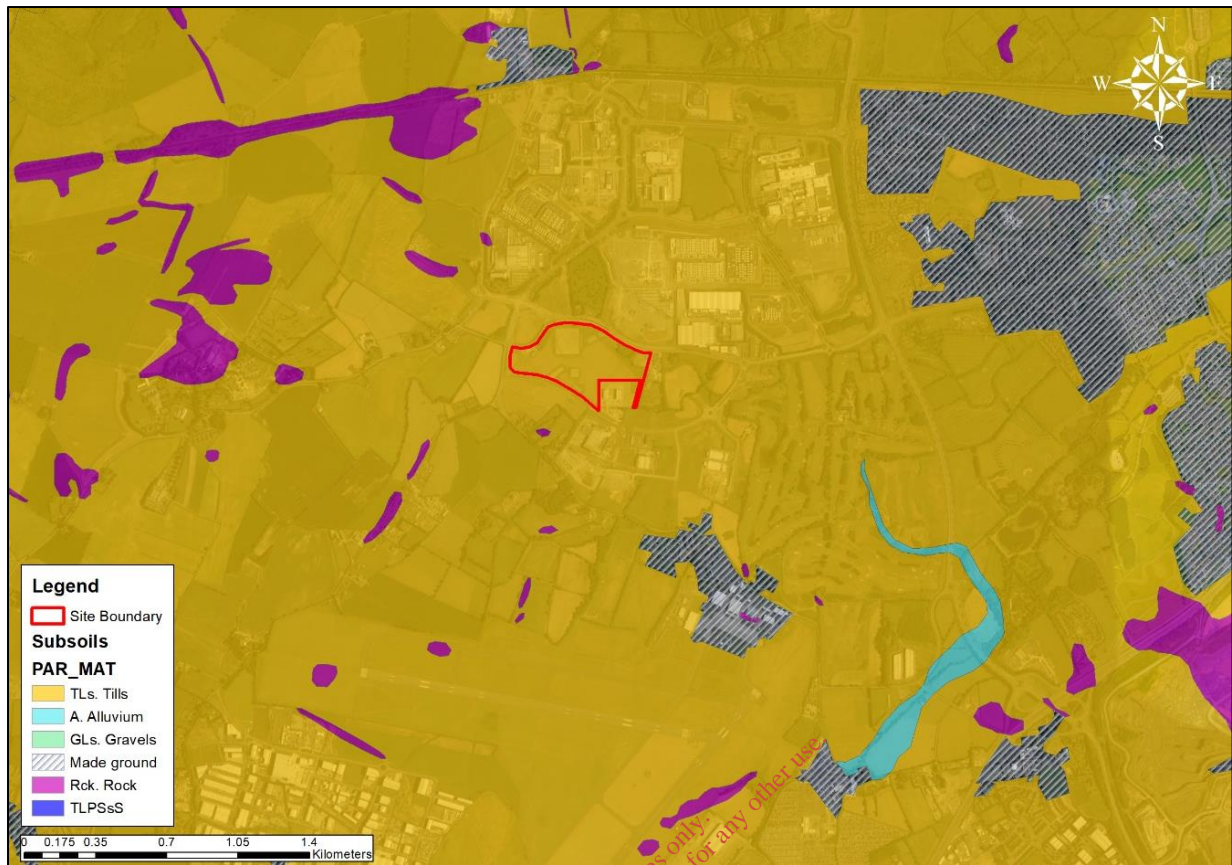 N
W E
S
Legend
Site Boundary
Subsoils
PAR_MAT
TLs. Tills
A. Alluvium
GLs. Gravels
Made ground
Rck. Rock
TLPSsS
0 0.175 0.35 0.7 1.05 1.4
Kilometers
only.
for any other use